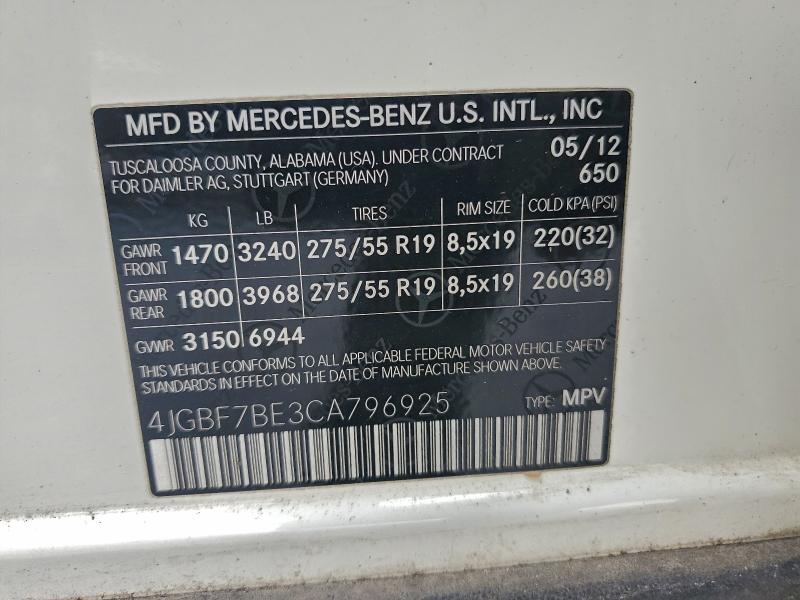 MFD BY MERCEDES-BENZ U.S. INTL., INC
TUSCALOOSA COUNTY, ALABAMA (USA). UNDER CONTRACT 05/12
FOR DAIMLER AG, STUTTGART (GERMANY) 650
KG LB TIRES RIM SIZE COLD KPA (PSI)
GAWR FRONT 1470 3240 275/55 R19 8,5x19 220(32)
GAWR REAR 1800 3968 275/55 R19 8,5x19 260(38)
GVWR 3150 6944
THIS VEHICLE CONFORMS TO ALL APPLICABLE FEDERAL MOTOR VEHICLE SAFETY
STANDARDS IN EFFECT ON THE DATE OF MANUFACTURE SHOWN ABOVE.
4JGBF7BE3CA796925 TYPE: MPV